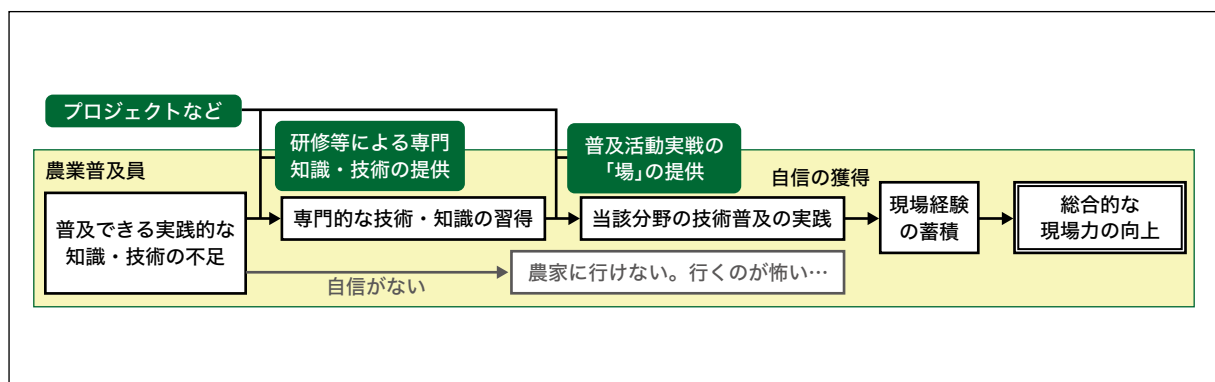 プロジェクトなど
研修等による専門
知識・技術の提供
普及活動実戦の
「場」の提供
農業普及員
自信の獲得
普及できる実践的な
知識・技術の不足
専門的な技術・知識の習得
当該分野の技術普及の実践
現場経験
の蓄積
総合的な
現場力の向上
自信がない
農家に行けない。行くのが怖い…